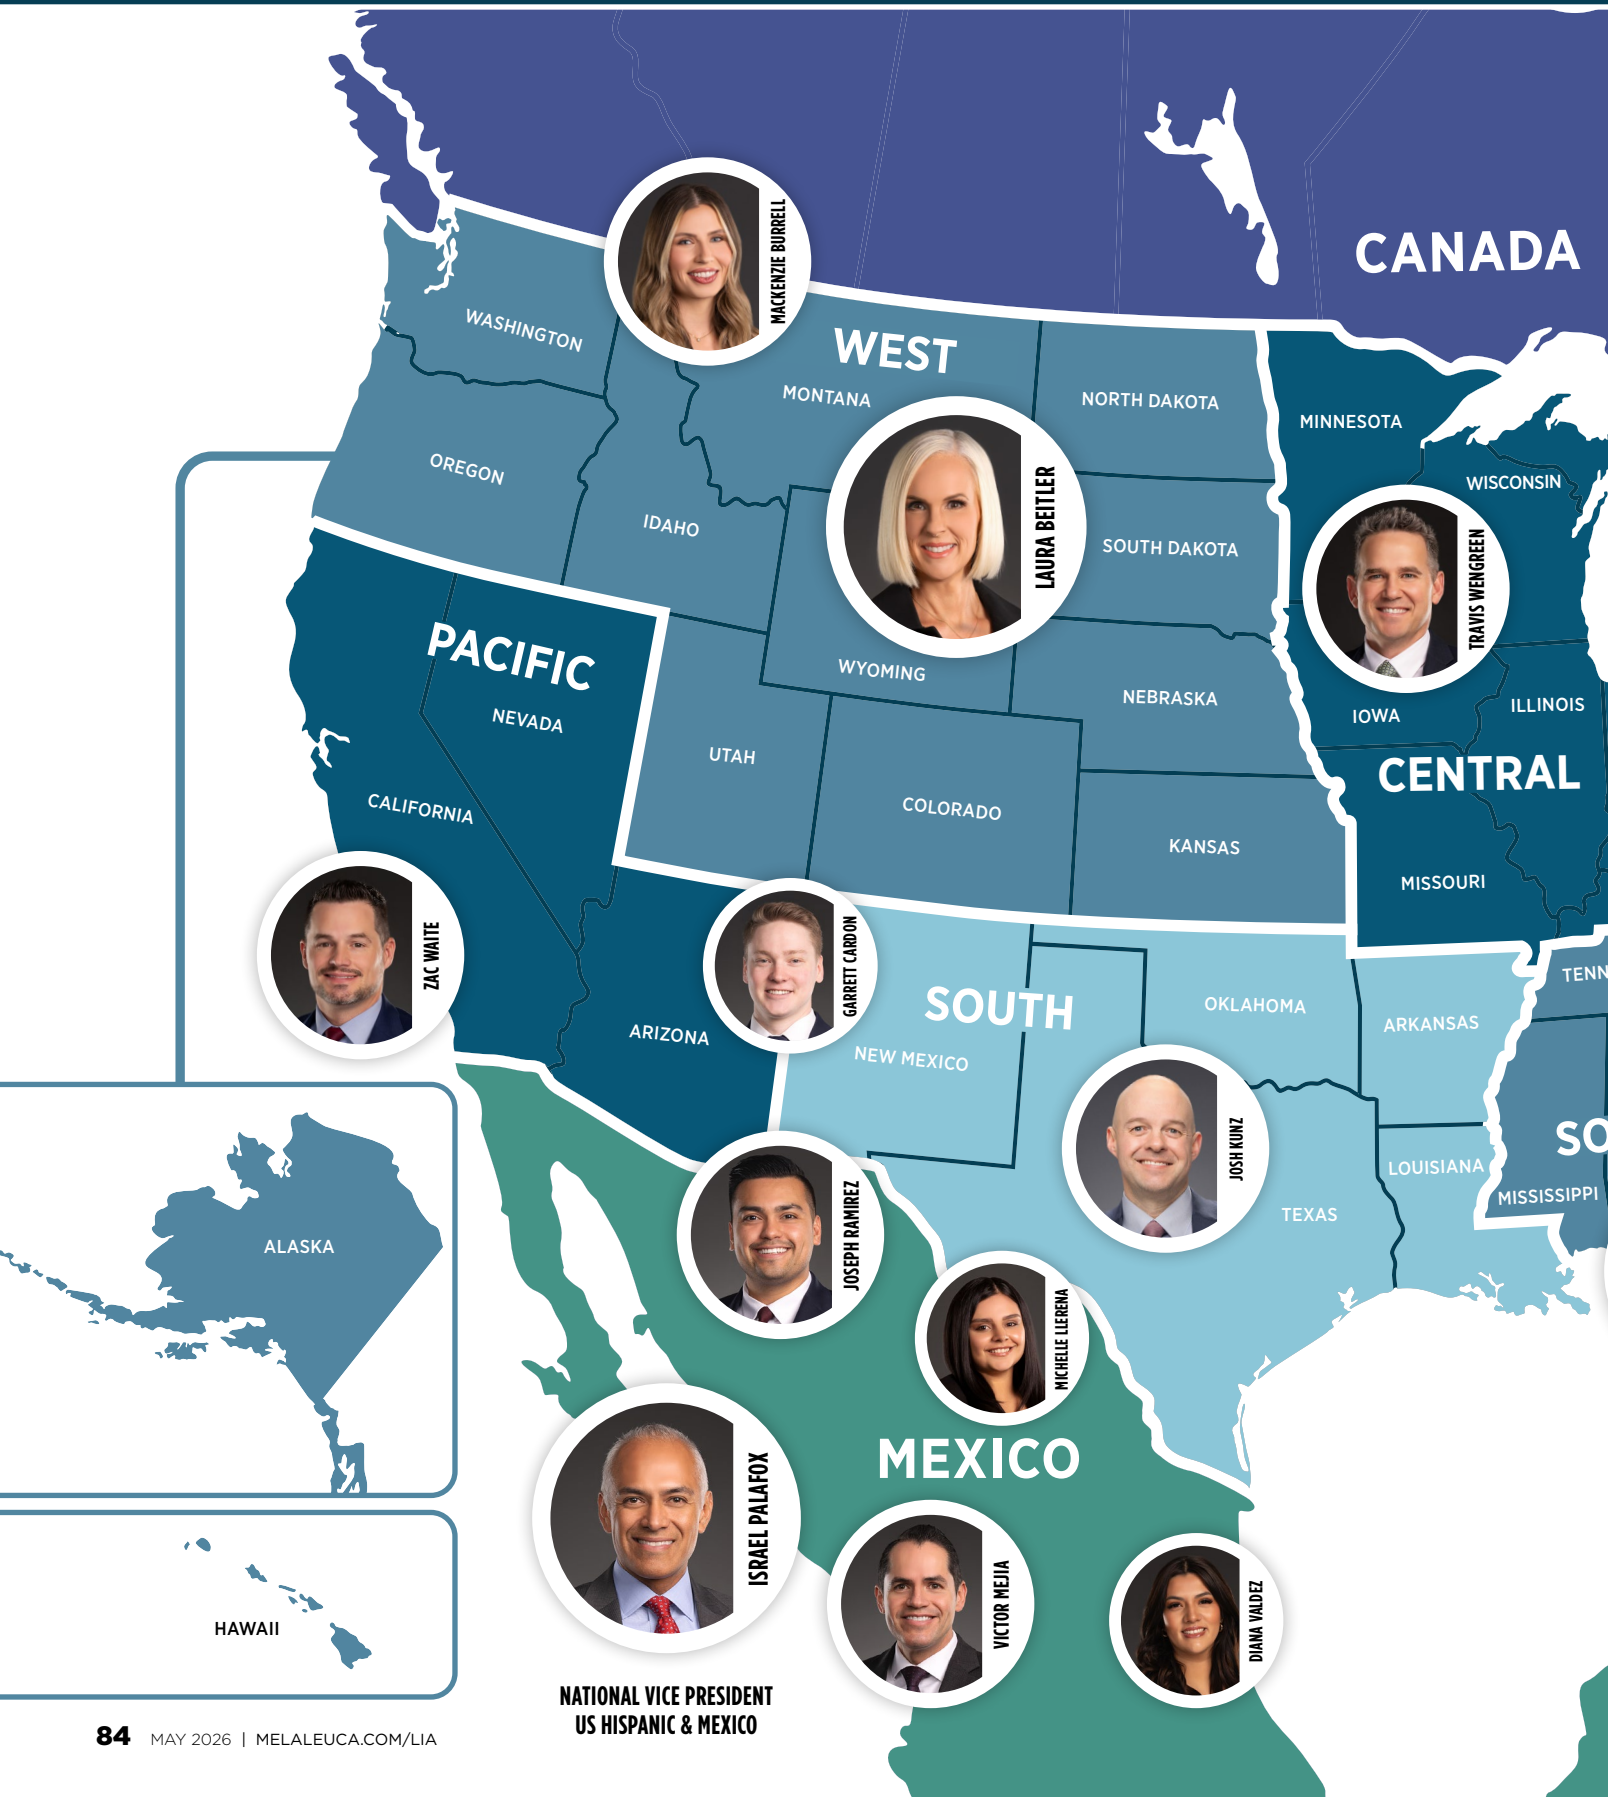 CANADA
MACKENZIE BURRELL
WASHINGTON
WEST
MONTANA
NORTH DAKOTA
MINNESOTA
OREGON
IDAHO
LAURA BEITLER
SOUTH DAKOTA
WISCONSIN
TRAVIS WENGREEN
PACIFIC
NEVADA
WYOMING
NEBRASKA
IOWA
ILLINOIS
UTAH
CENTRAL
CALIFORNIA
COLORADO
KANSAS
MISSOURI
ZAC WAITE
GARRETT CARDON
SOUTH
OKLAHOMA
TENN
ARIZONA
NEW MEXICO
ARKANSAS
JOSH KUNZ
SO
LOUISIANA
MISSISSIPPI
TEXAS
JOSEPH RAMIREZ
ALASKA
MICHELLE LLERENA
MEXICO
ISRAEL PALAFOX
VICTOR MEJIA
DIANA VALDEZ
HAWAII
NATIONAL VICE PRESIDENT
US HISPANIC & MEXICO
84 MAY 2026 | MELALEUCA.COM/LIA